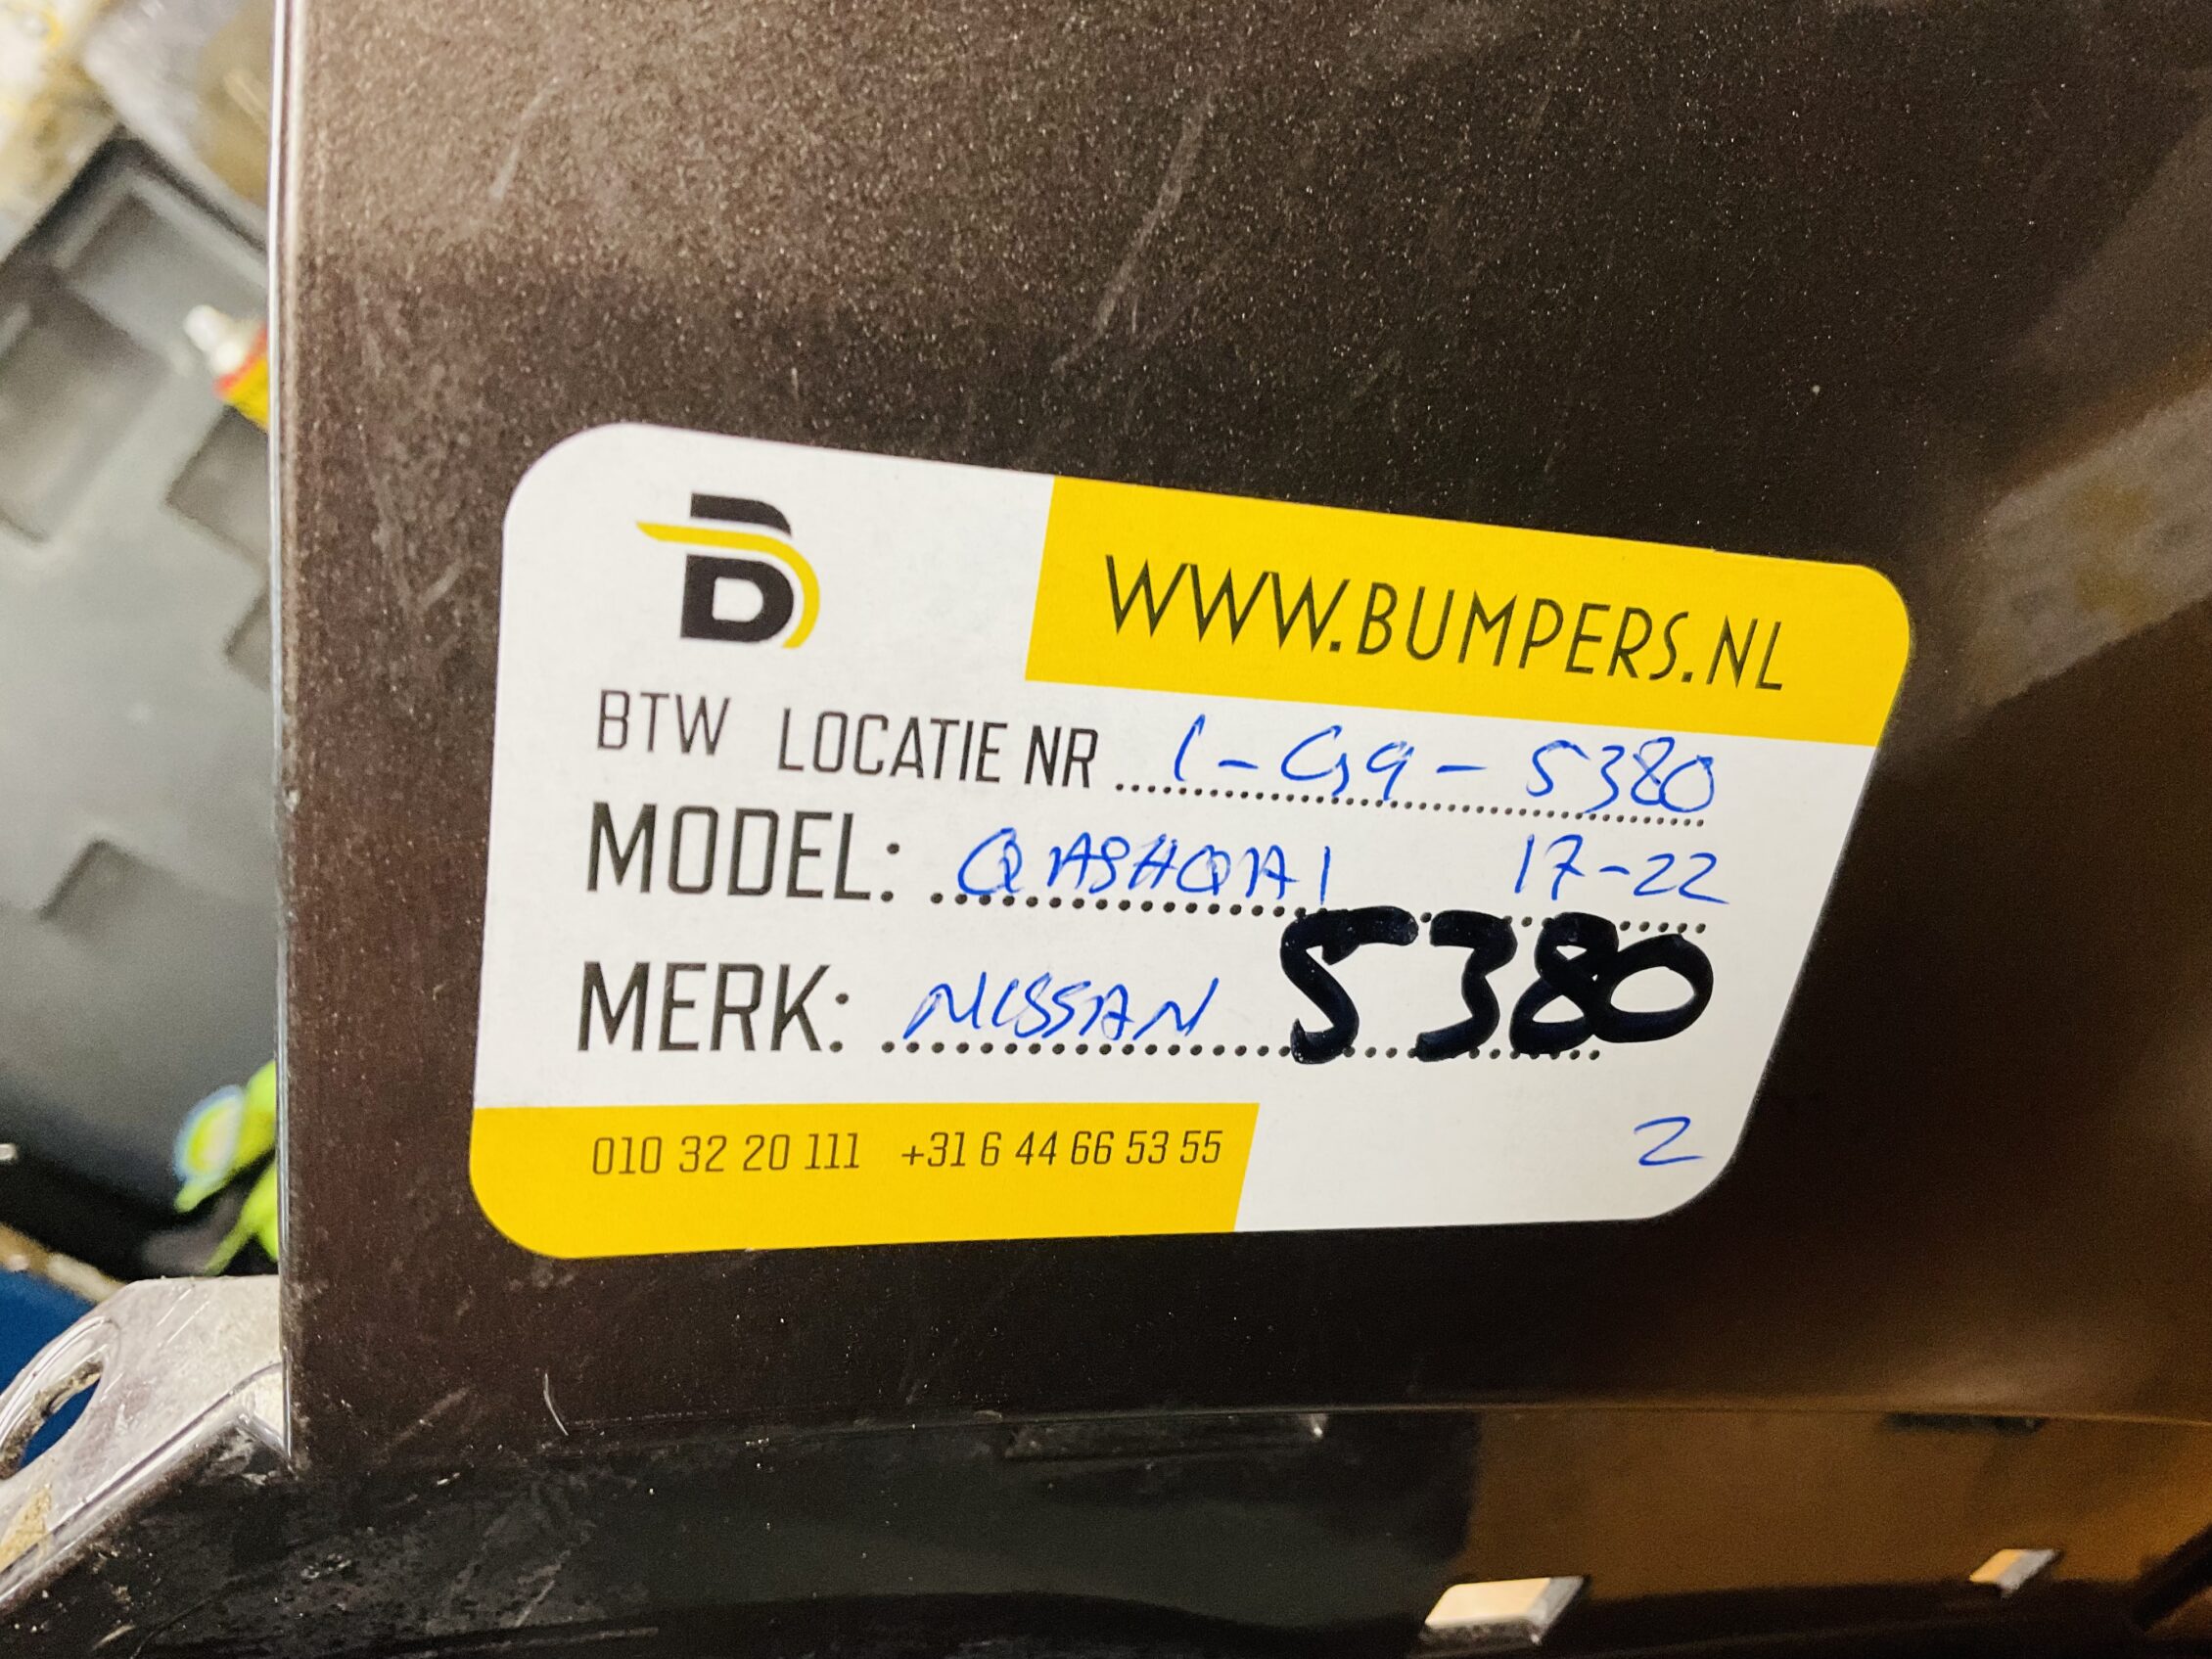 B
WWW.BUMPERS.NL
BTW LOCATIE NR 1-G9-5380
MODEL: QASHQAI 17-22
MERK: NISSAN 5380
010 32 20 111 +31 6 44 66 53 55
2